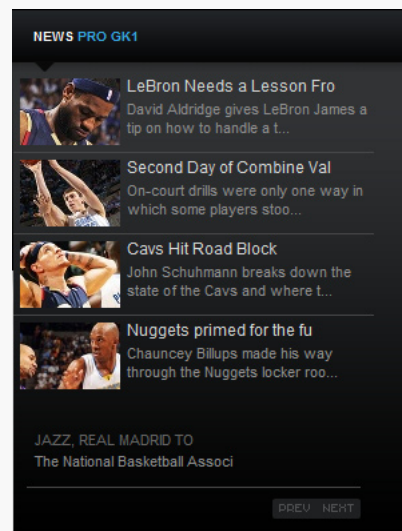 NEWS PRO GK1
LeBron Needs a Lesson Fro
David Aldridge gives LeBron James a
tip on how to handle a t...
Second Day of Combine Val
On-court drills were only one way in
which some players stoo...
Cavs Hit Road Block
John Schuhmann breaks down the
state of the Cavs and where t...
Nuggets primed for the fu
Chauncey Billups made his way
through the Nuggets locker roo...
JAZZ, REAL MADRID TO
The National Basketball Associ
PREV NEXT